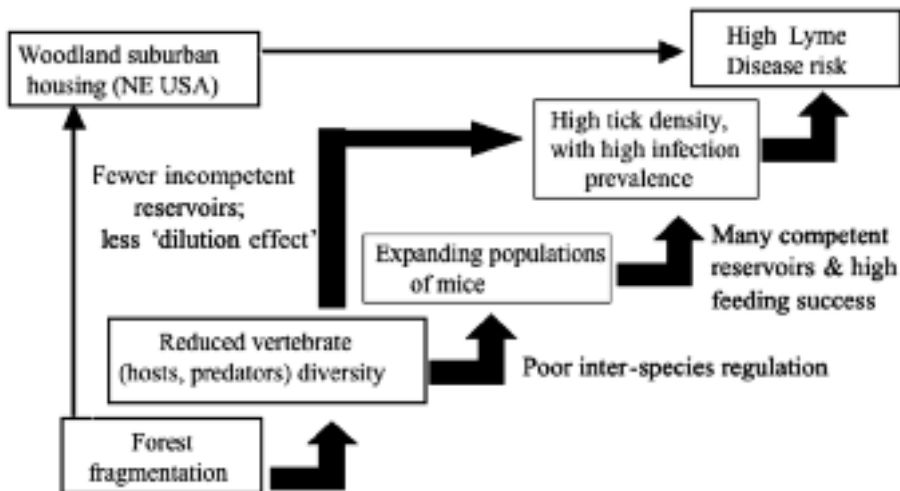 Woodland suburban
housing (NE USA)
High Lyme
Disease risk
High tick density,
with high infection
prevalence
Fewer incompetent
reservoirs;
less ‘dilution effect’
Expanding populations
of mice
Many competent
reservoirs & high
feeding success
Reduced vertebrate
(hosts, predators) diversity
Poor inter-species regulation
Forest
fragmentation